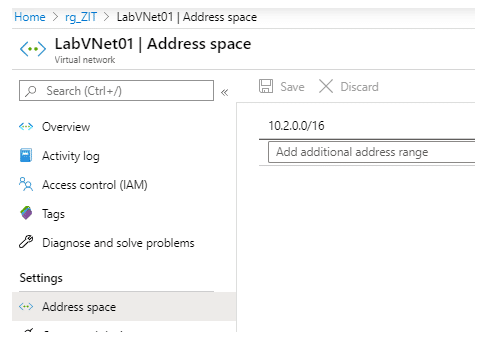 Home > rg_ZIT > LabVNet01 | Address space
LabVNet01 | Address space
Virtual network
Search (Ctrl+/)
«
Save
Discard
Overview
Activity log
Access control (IAM)
Tags
Diagnose and solve problems
Settings
Address space
10.2.0.0/16
Add additional address range